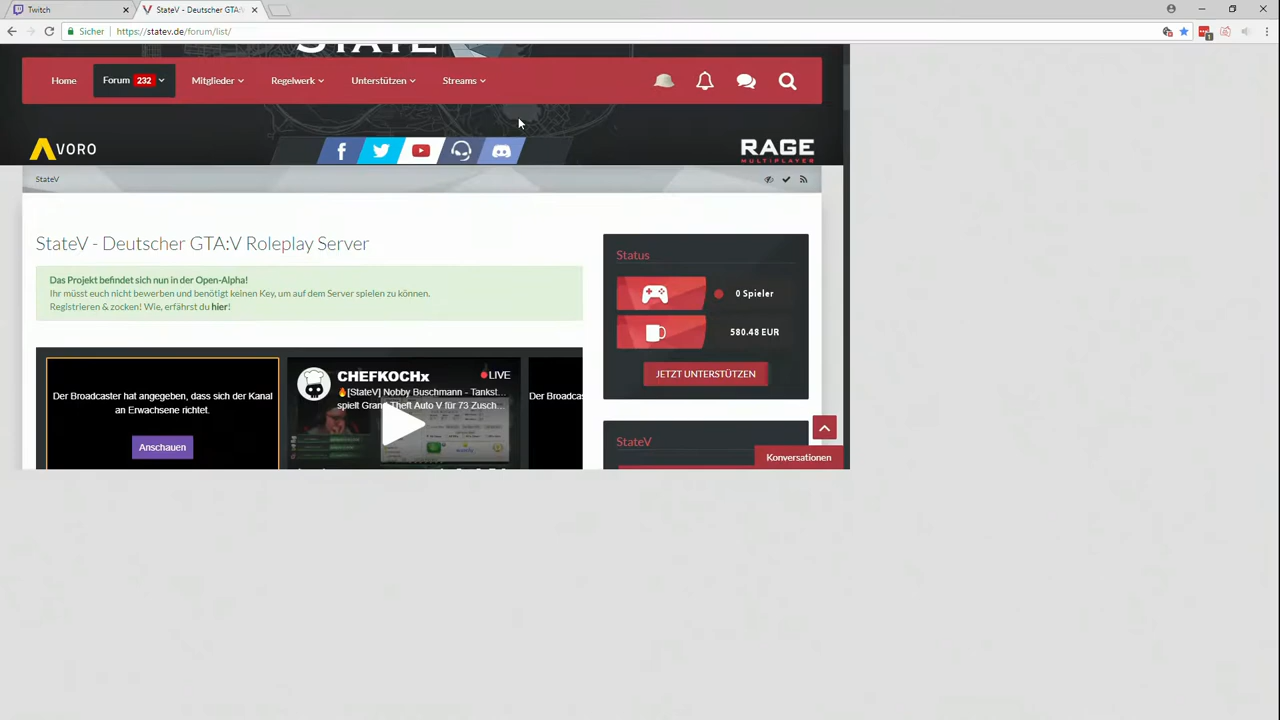 Twitch
StateV - Deutscher GTA:V
Sicher
https://statev.de/forum/list/
STATE
Home
Forum 232
Mitglieder
Regelwerk
Unterstützen
Streams
AVORO
RAGE
MULTIPLAYER
StateV
StateV - Deutscher GTA:V Roleplay Server
Das Projekt befindet sich nun in der Open-Alpha!
Ihr müsst euch nicht bewerben und benötigt keinen Key, um auf dem Server spielen zu können.
Registrieren & zocken! Wie, erfährst du hier!
Status
0 Spieler
580.48 EUR
JETZT UNTERSTÜTZEN
Der Broadcaster hat angegeben, dass sich der Kanal
an Erwachsene richtet.
Anschauen
CHEFKOCHx
LIVE
[StateV] Nobby Buschmann - Tankst...
spielt Grand Theft Auto V für 73 Zusch...
Der Broadcas
StateV
Konversationen